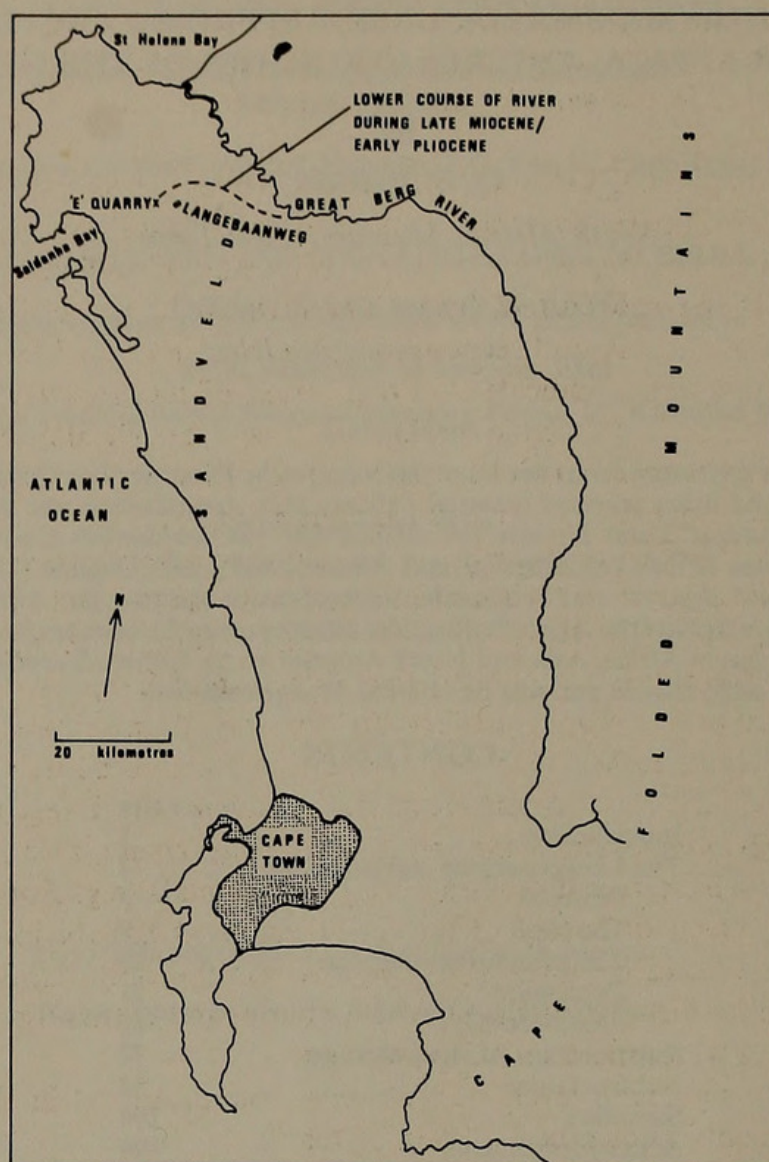 St Helena Bay
LOWER COURSE OF RIVER
DURING LATE MIOCENE/
EARLY PLIOCENE
'E' QUARRYx
LANGEBAANWEG
GREAT BERG RIVER
Saldanha Bay
SANDVELD
ATLANTIC
OCEAN
N
20 kilometres
CAPE
TOWN
CAPE FOLDED MOUNTAINS